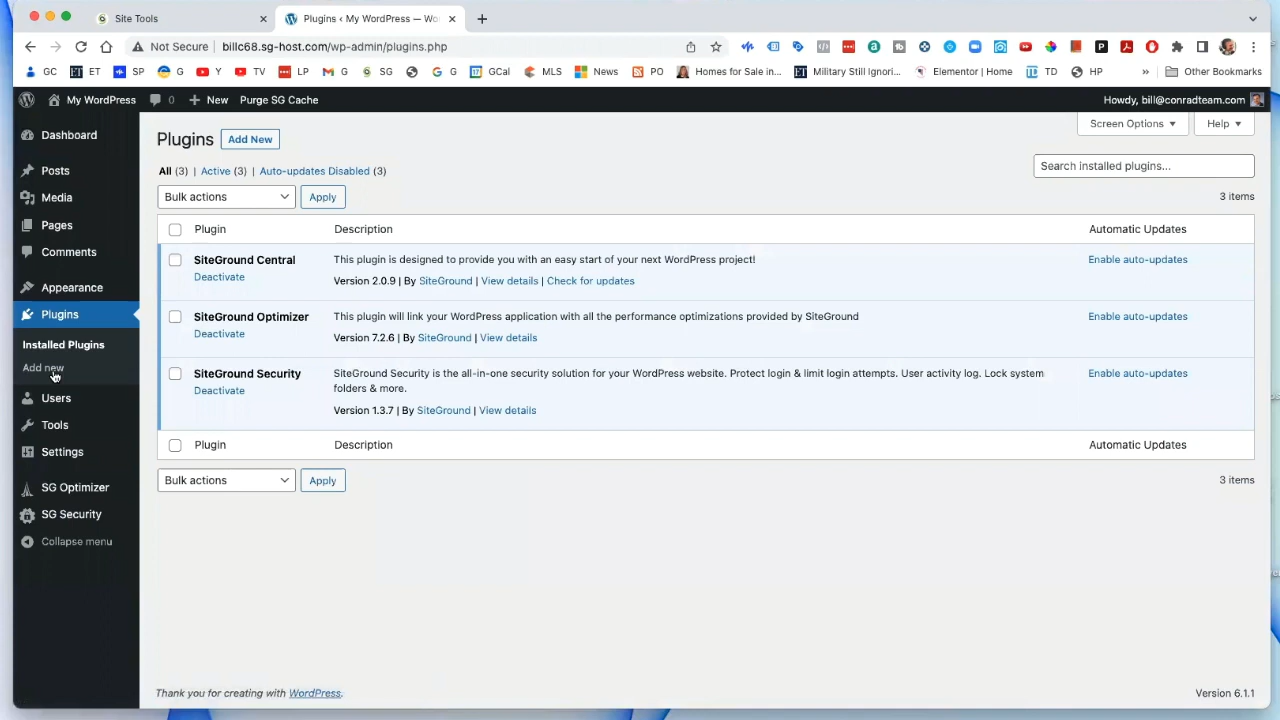 Site Tools
Plugins ‹ My WordPress — Wo
Not Secure | billc68.sg-host.com/wp-admin/plugins.php
GC ET SP G Y TV LP G SG G GCal MLS News PO Homes for Sale in... Military Still Ignori... Elementor | Home TD HP » Other Bookmarks
My WordPress 0 New Purge SG Cache Howdy, bill@conradteam.com
Dashboard
Posts
Media
Pages
Comments
Appearance
Plugins
Installed Plugins
Add new
Users
Tools
Settings
SG Optimizer
SG Security
Collapse menu
Screen Options Help
Plugins Add New
All (3) | Active (3) | Auto-updates Disabled (3)
Search installed plugins...
Bulk actions Apply 3 items
Plugin Description Automatic Updates
SiteGround Central This plugin is designed to provide you with an easy start of your next WordPress project! Enable auto-updates
Deactivate Version 2.0.9 | By SiteGround | View details | Check for updates
SiteGround Optimizer This plugin will link your WordPress application with all the performance optimizations provided by SiteGround Enable auto-updates
Deactivate Version 7.2.6 | By SiteGround | View details
SiteGround Security SiteGround Security is the all-in-one security solution for your WordPress website. Protect login & limit login attempts. User activity log. Lock system Enable auto-updates
Deactivate folders & more.
Version 1.3.7 | By SiteGround | View details
Plugin Description Automatic Updates
Bulk actions Apply 3 items
Thank you for creating with WordPress. Version 6.1.1